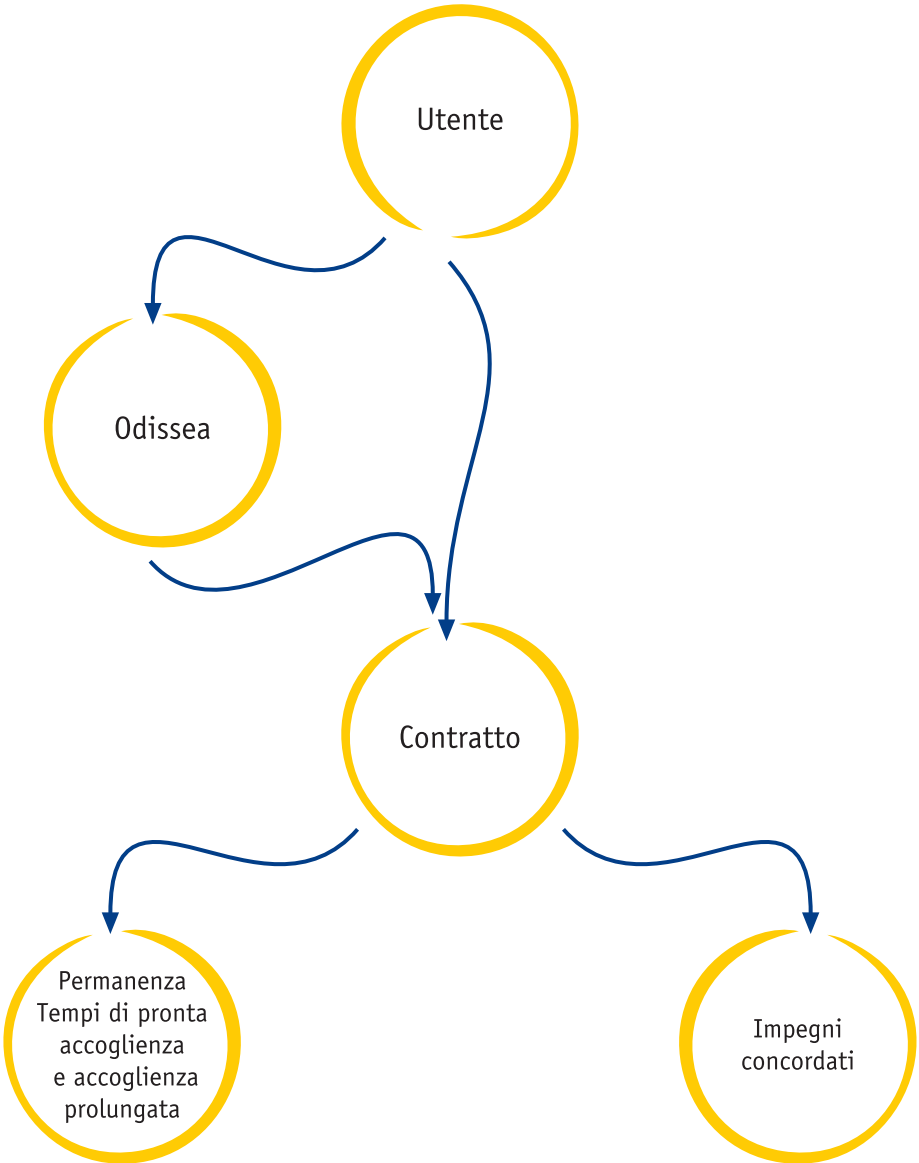 Utente
Odissea
Contratto
Permanenza
Tempi di pronta
accoglienza
e accoglienza
prolungata
Impegni
concordati